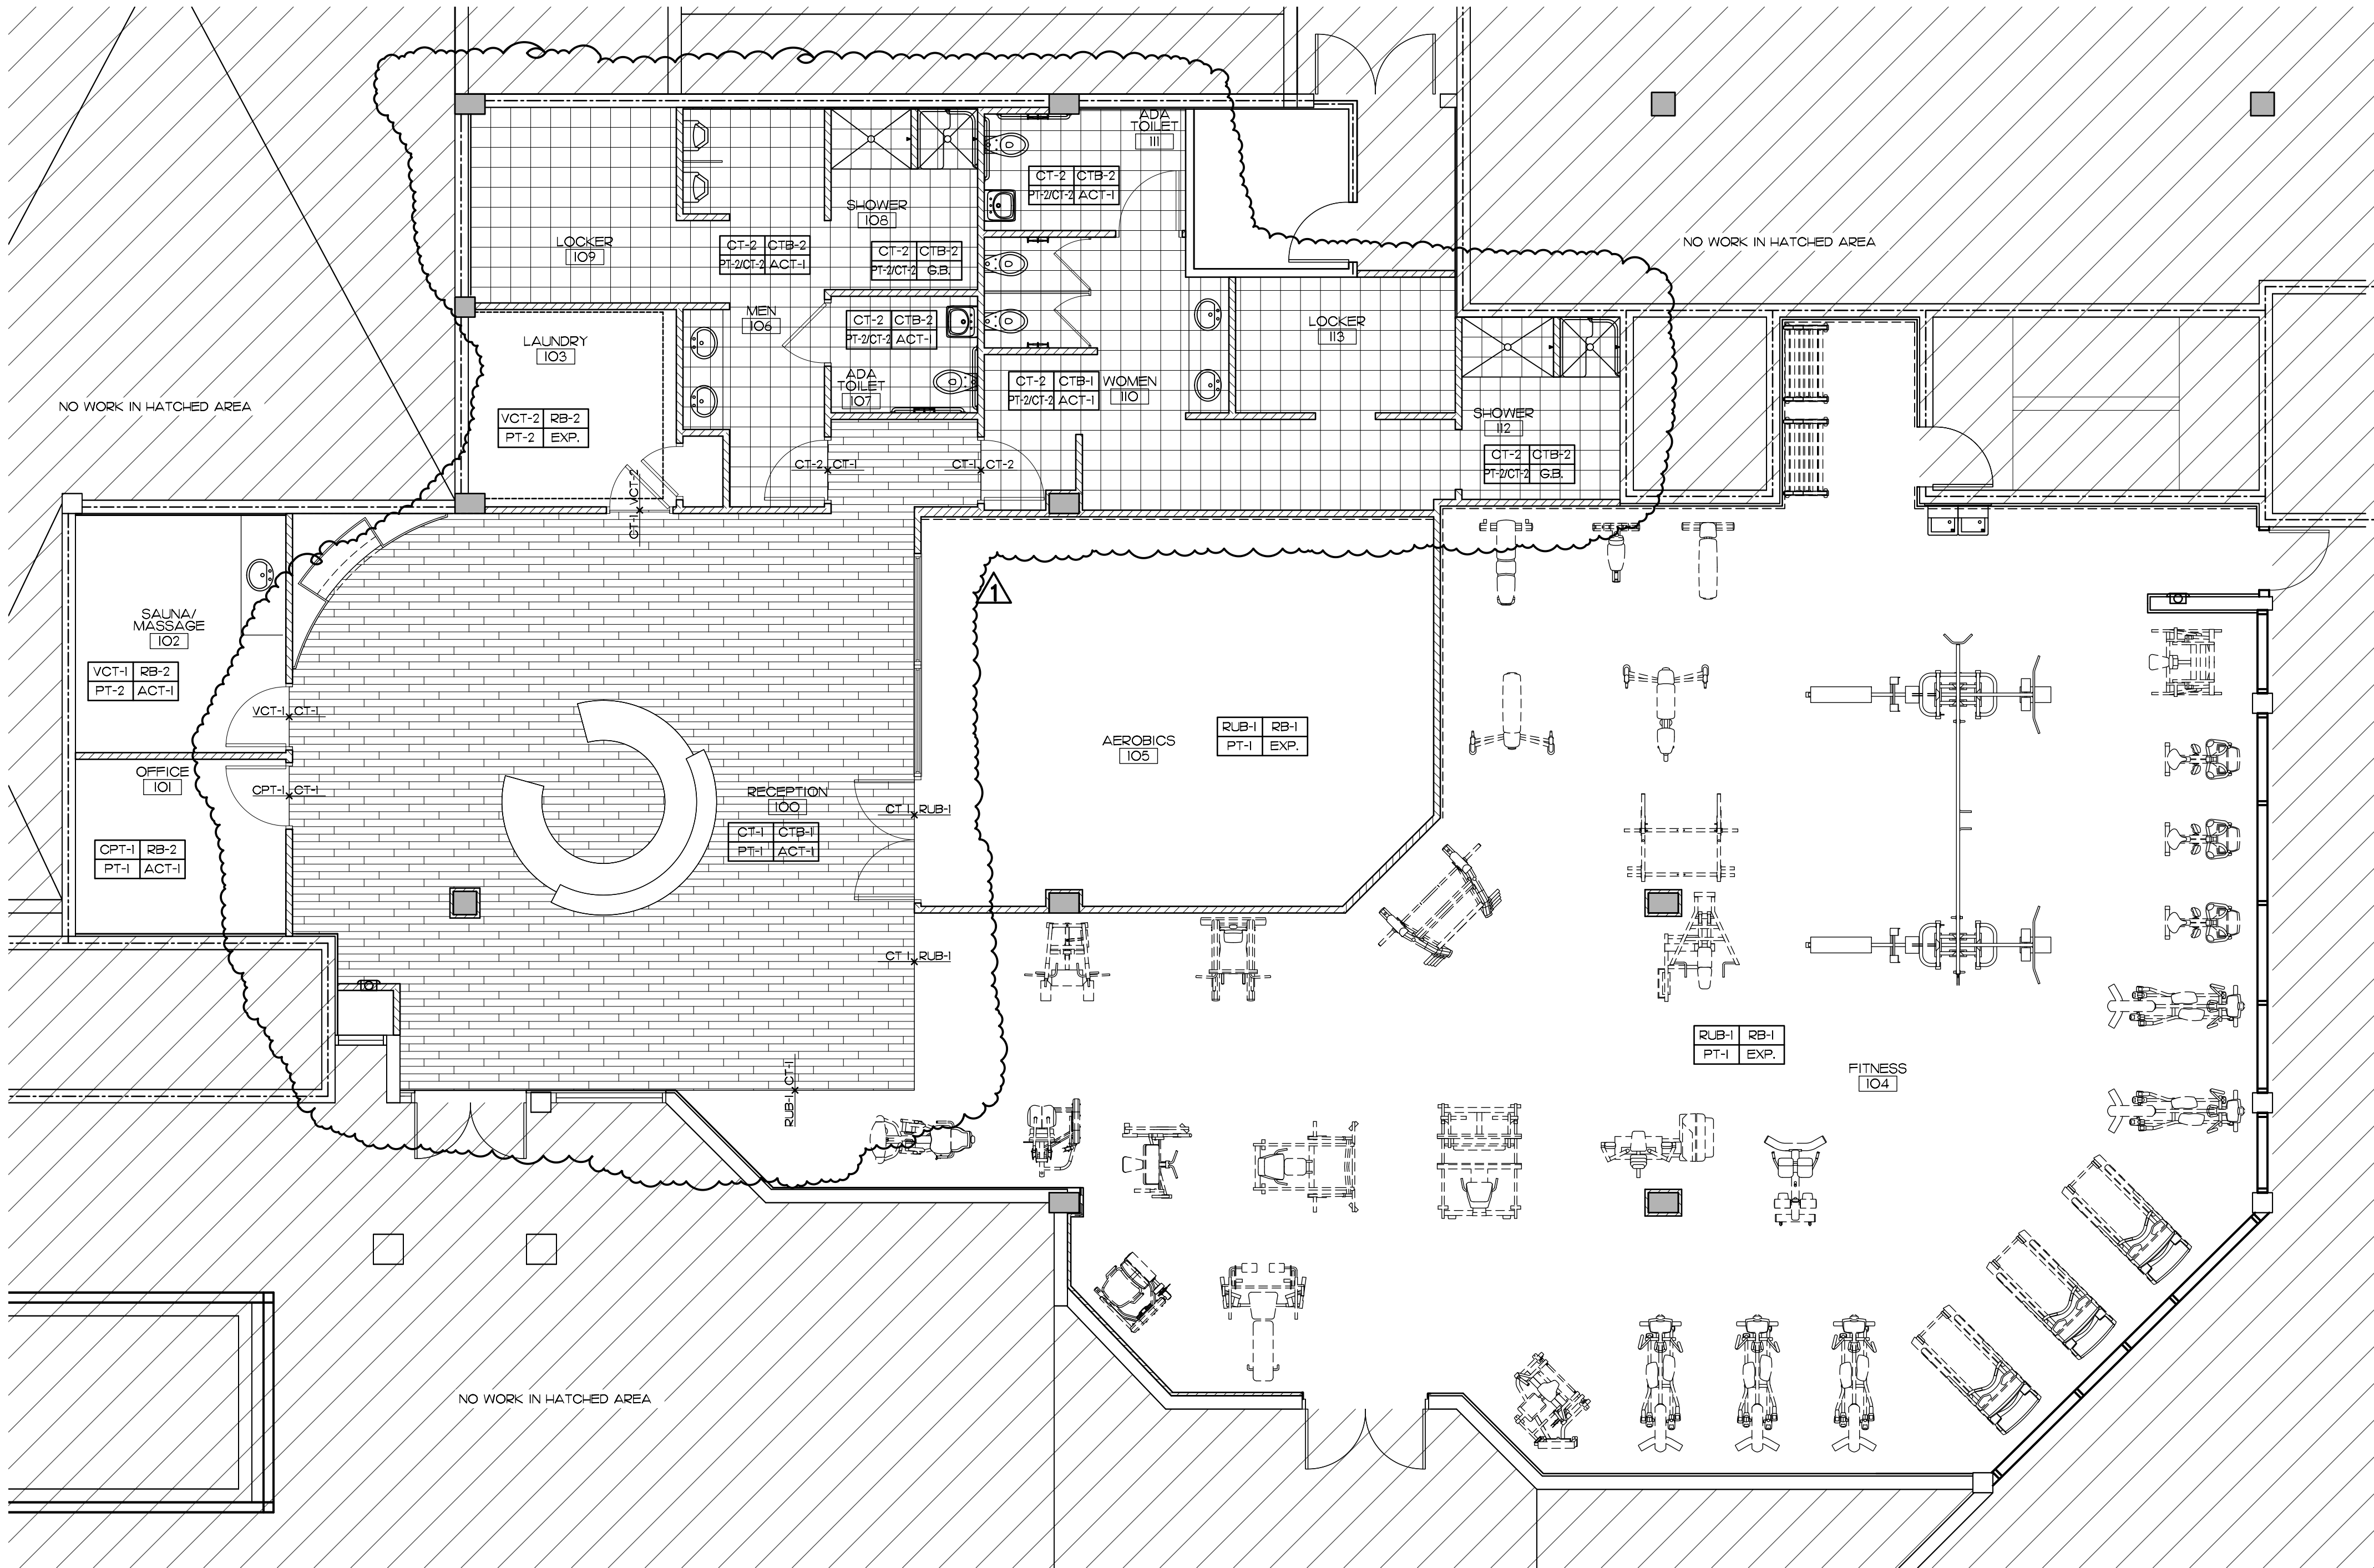 ADA
TOILET
111
CT-2 CTB-2
PT-2/CT-2 ACT-1
SHOWER
108
LOCKER
109
CT-2 CTB-2
PT-2/CT-2 ACT-1
CT-2 CTB-2
PT-2/CT-2 G.B.
NO WORK IN HATCHED AREA
MEN
106
CT-2 CTB-2
PT-2/CT-2 ACT-1
LOCKER
113
LAUNDRY
103
ADA
TOILET
107
CT-2 CTB-1
PT-2/CT-2 ACT-1
WOMEN
110
NO WORK IN HATCHED AREA
VCT-2 RB-2
PT-2 EXP.
SHOWER
112
CT-2 CTB-2
PT-2/CT-2 G.B.
CT-2 CT-1
CT-1 CT-2
CT-1 VCT-2
1
SAUNA/
MASSAGE
102
VCT-1 RB-2
PT-2 ACT-1
VCT-1 CT-1
AEROBICS
105
RUB-1 RB-1
PT-1 EXP.
OFFICE
101
CPT-1 CT-1
RECEPTION
100
CT-1 CTB-1
PT-1 ACT-1
CT 1 RUB-1
CPT-1 RB-2
PT-1 ACT-1
CT 1 RUB-1
RUB-1 RB-1
PT-1 EXP.
FITNESS
104
RUB-1 CT-1
NO WORK IN HATCHED AREA